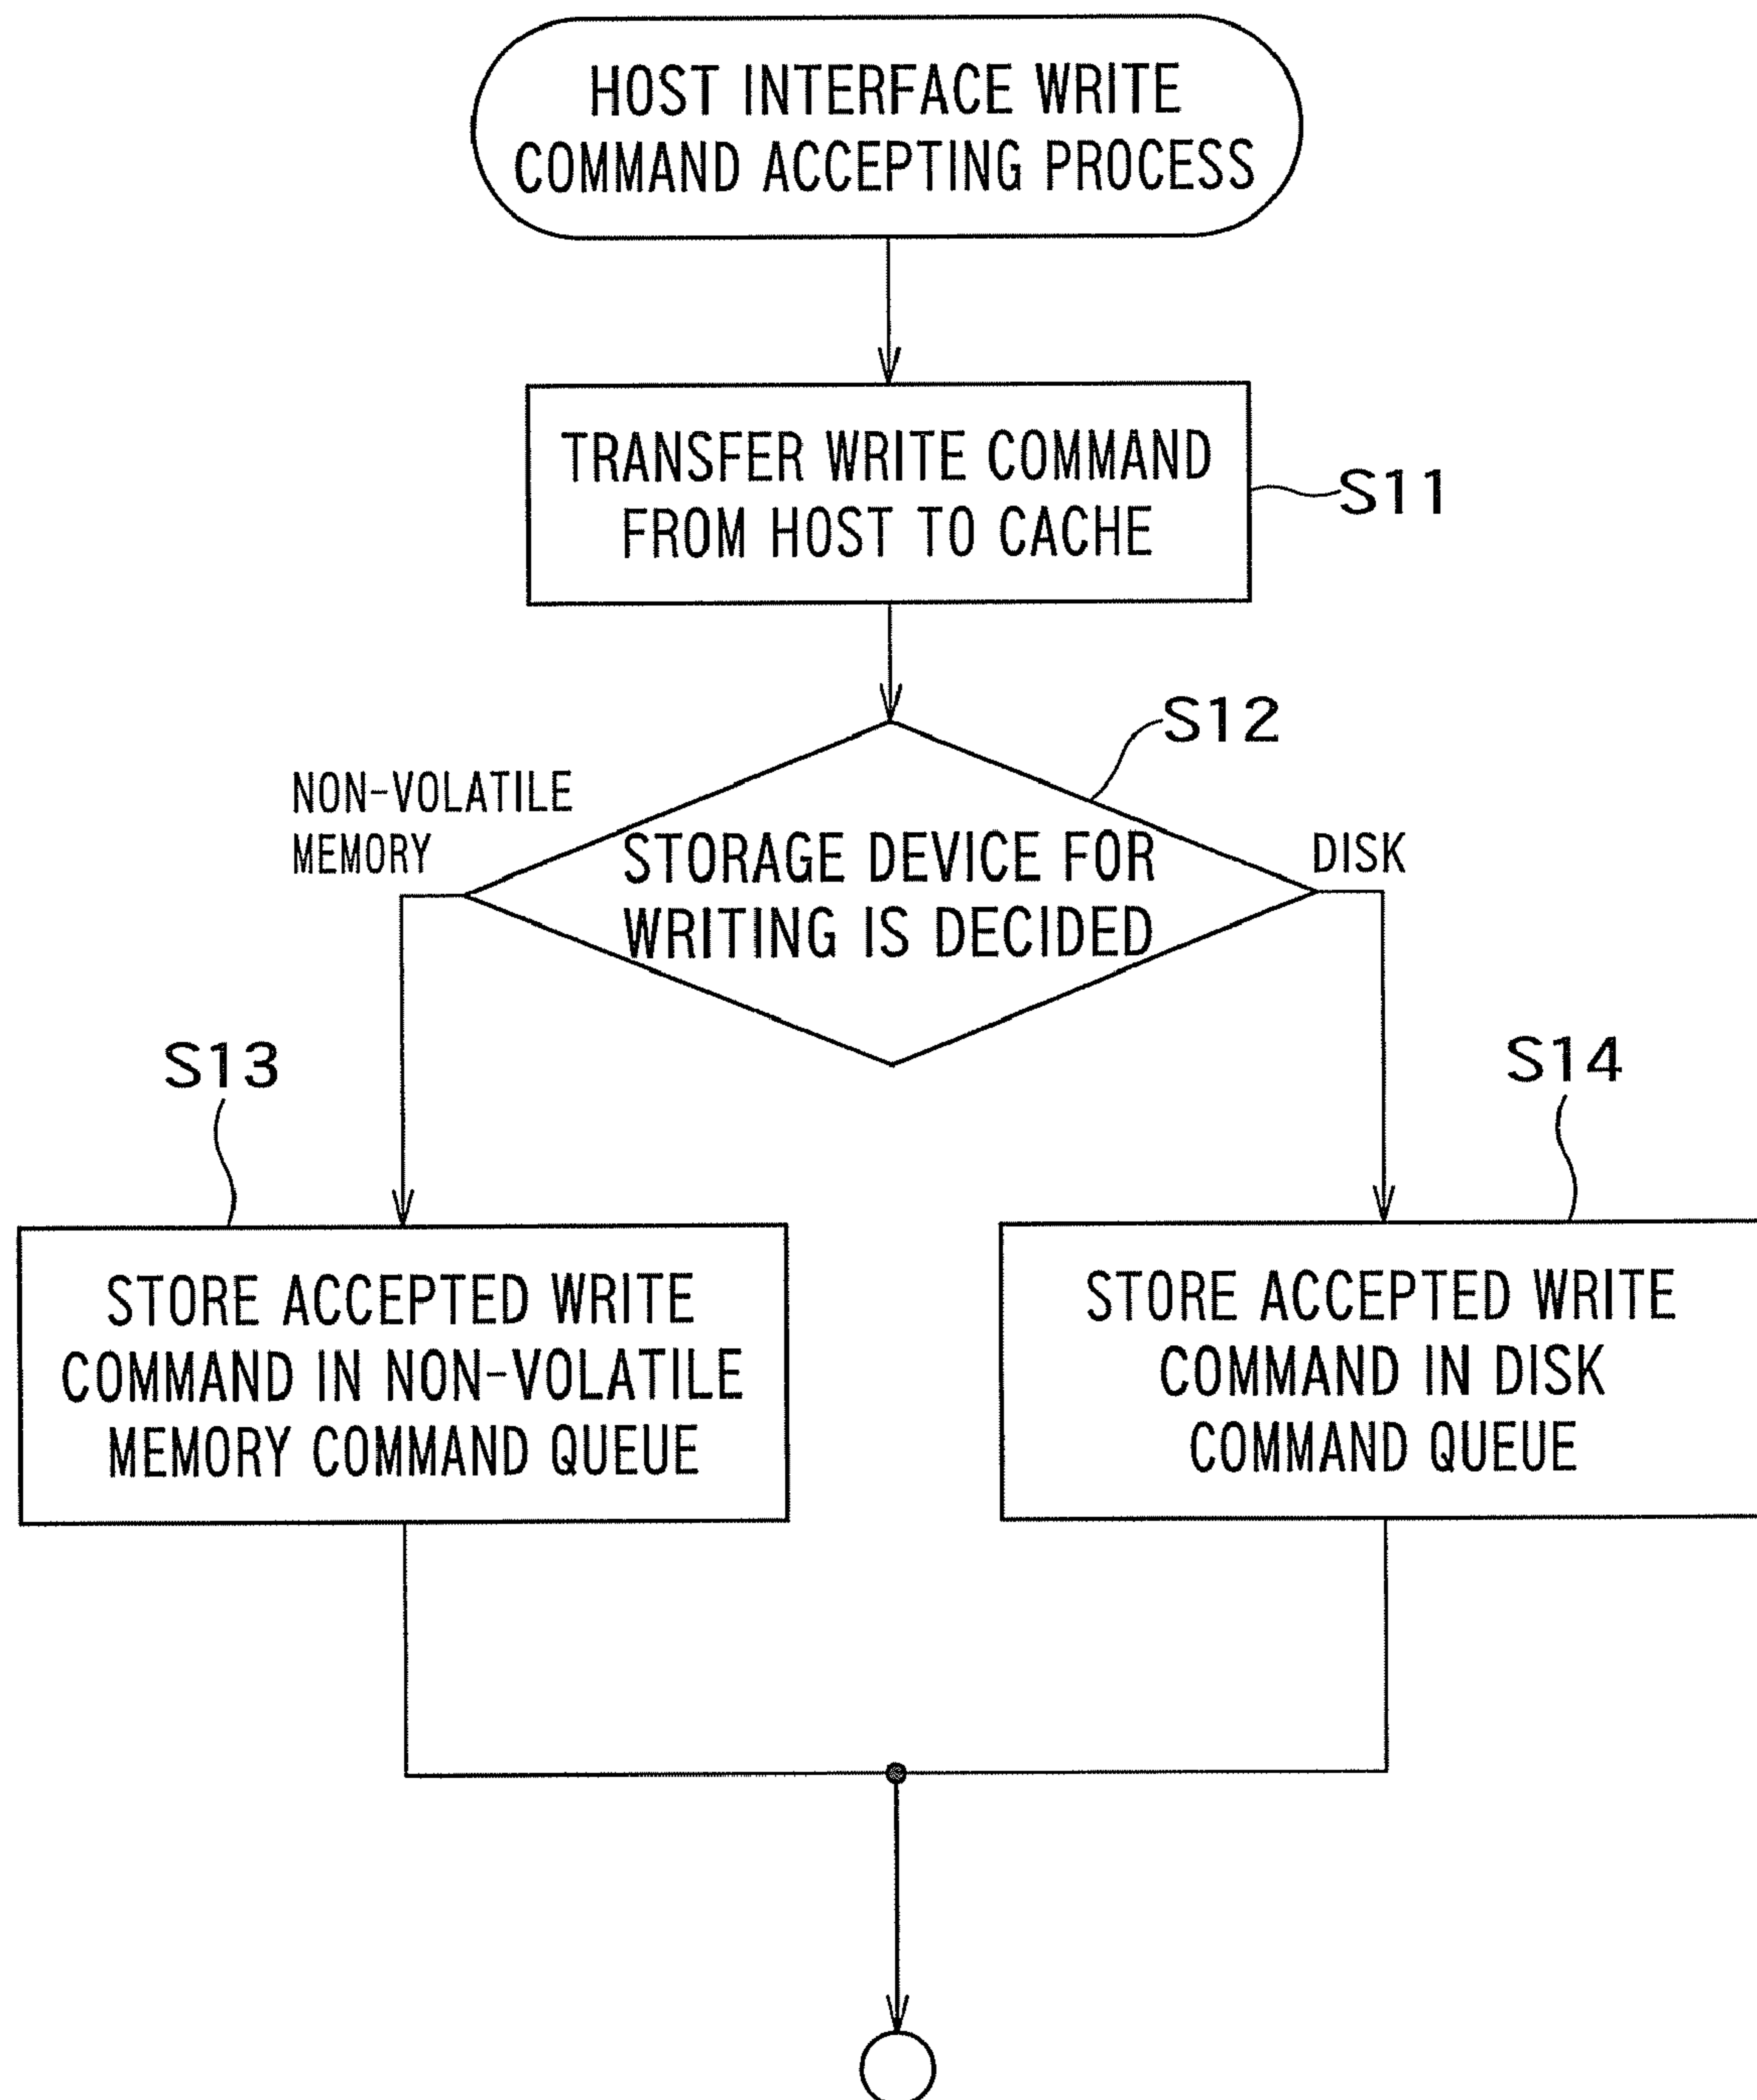 HOST INTERFACE WRITE
COMMAND ACCEPTING PROCESS
TRANSFER WRITE COMMAND
FROM HOST TO CACHE
S11
S12
NON-VOLATILE
MEMORY
STORAGE DEVICE FOR
WRITING IS DECIDED
DISK
S13
S14
STORE ACCEPTED WRITE
COMMAND IN NON-VOLATILE
MEMORY COMMAND QUEUE
STORE ACCEPTED WRITE
COMMAND IN DISK
COMMAND QUEUE